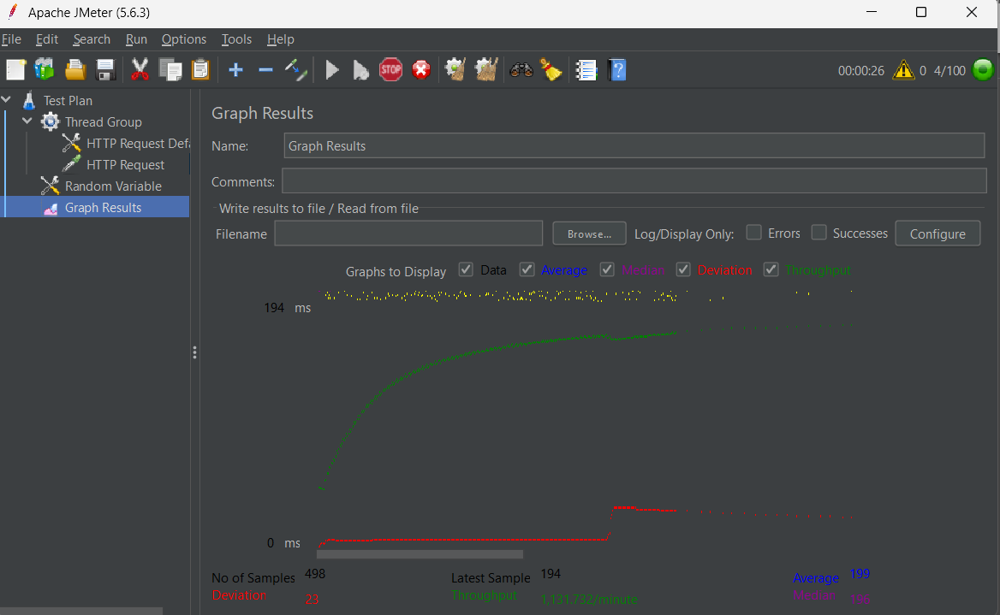 Apache JMeter (5.6.3)
File Edit Search Run Options Tools Help
STOP
00:00:26 0 4/100
Test Plan
Thread Group
HTTP Request Defa
HTTP Request
Random Variable
Graph Results
Graph Results
Name: Graph Results
Comments:
Write results to file / Read from file
Filename Browse... Log/Display Only: Errors Successes Configure
Graphs to Display Data Average Median Deviation Throughput
194 ms
0 ms
No of Samples 498 Latest Sample 194 Average 199
Deviation 23 Throughput 1,131.732/minute Median